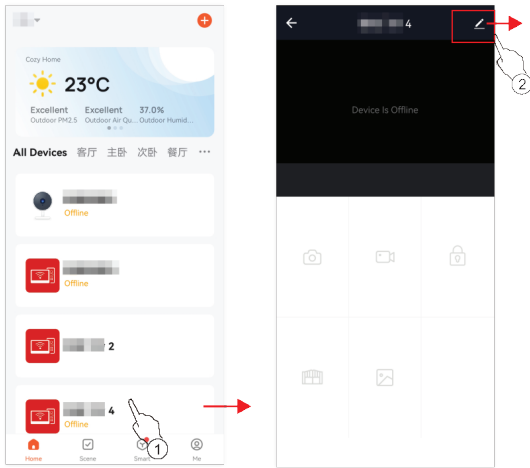 Cozy Home
23°C
Excellent Excellent 37.0%
Outdoor PM2.5 Outdoor Air Qu... Outdoor Humid...
All Devices 客厅 主卧 次卧 餐厅 ...
Offline
Offline
2
4
Offline
1
Home Scene Smart Me
4
2
Device Is Offline